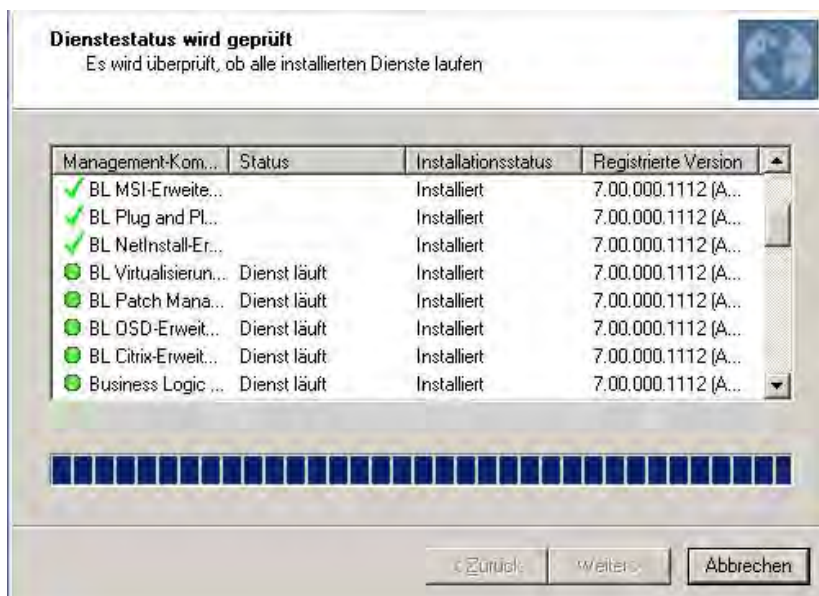 Dienstestatus wird geprüft
Es wird überprüft, ob alle installierten Dienste laufen
Management-Kom... Status Installationsstatus Registrierte Version
BL MSI-Erweite... Installiert 7.00.000.1112 (A...
BL Plug and Pl... Installiert 7.00.000.1112 (A...
BL NetInstall-Er... Installiert 7.00.000.1112 (A...
BL Virtualisierun... Dienst läuft Installiert 7.00.000.1112 (A...
BL Patch Mana... Dienst läuft Installiert 7.00.000.1112 (A...
BL OSD-Erweit... Dienst läuft Installiert 7.00.000.1112 (A...
BL Citrix-Erweit... Dienst läuft Installiert 7.00.000.1112 (A...
Business Logic ... Dienst läuft Installiert 7.00.000.1112 (A...
< Zurück Weiter > Abbrechen